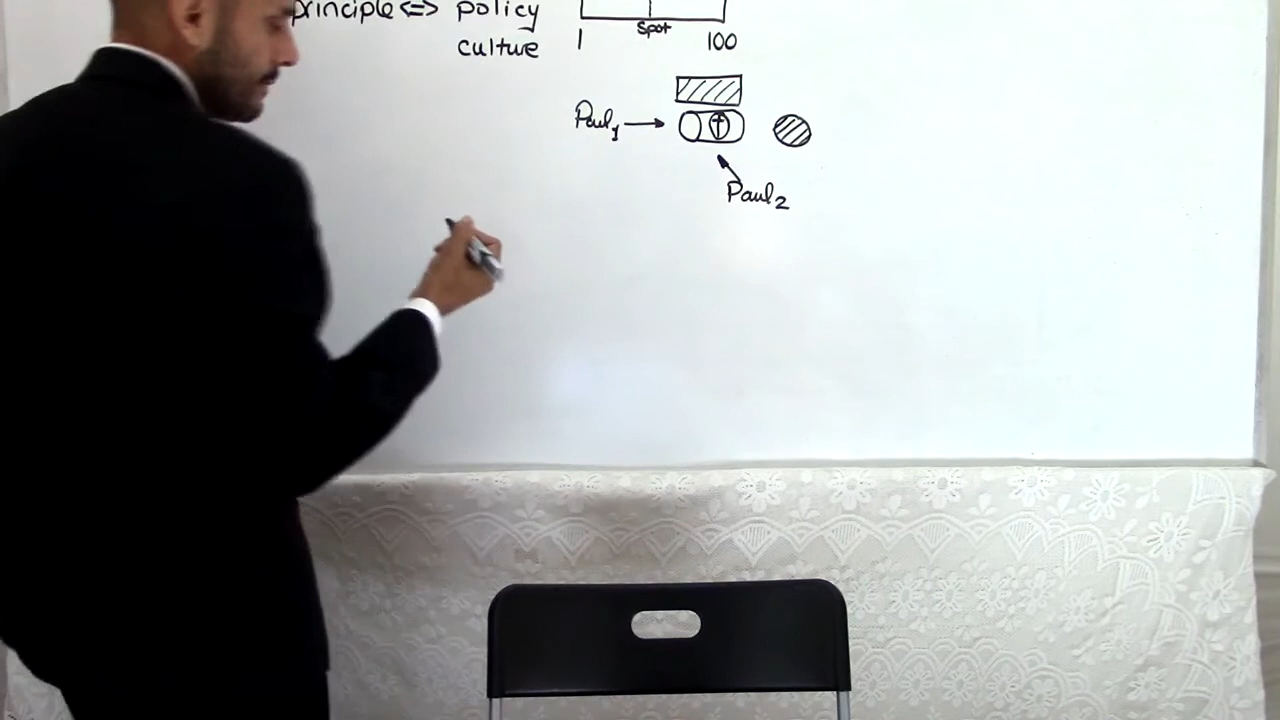 principle <=> policy
culture
Spot
1 100
Paul1 →
Paul2